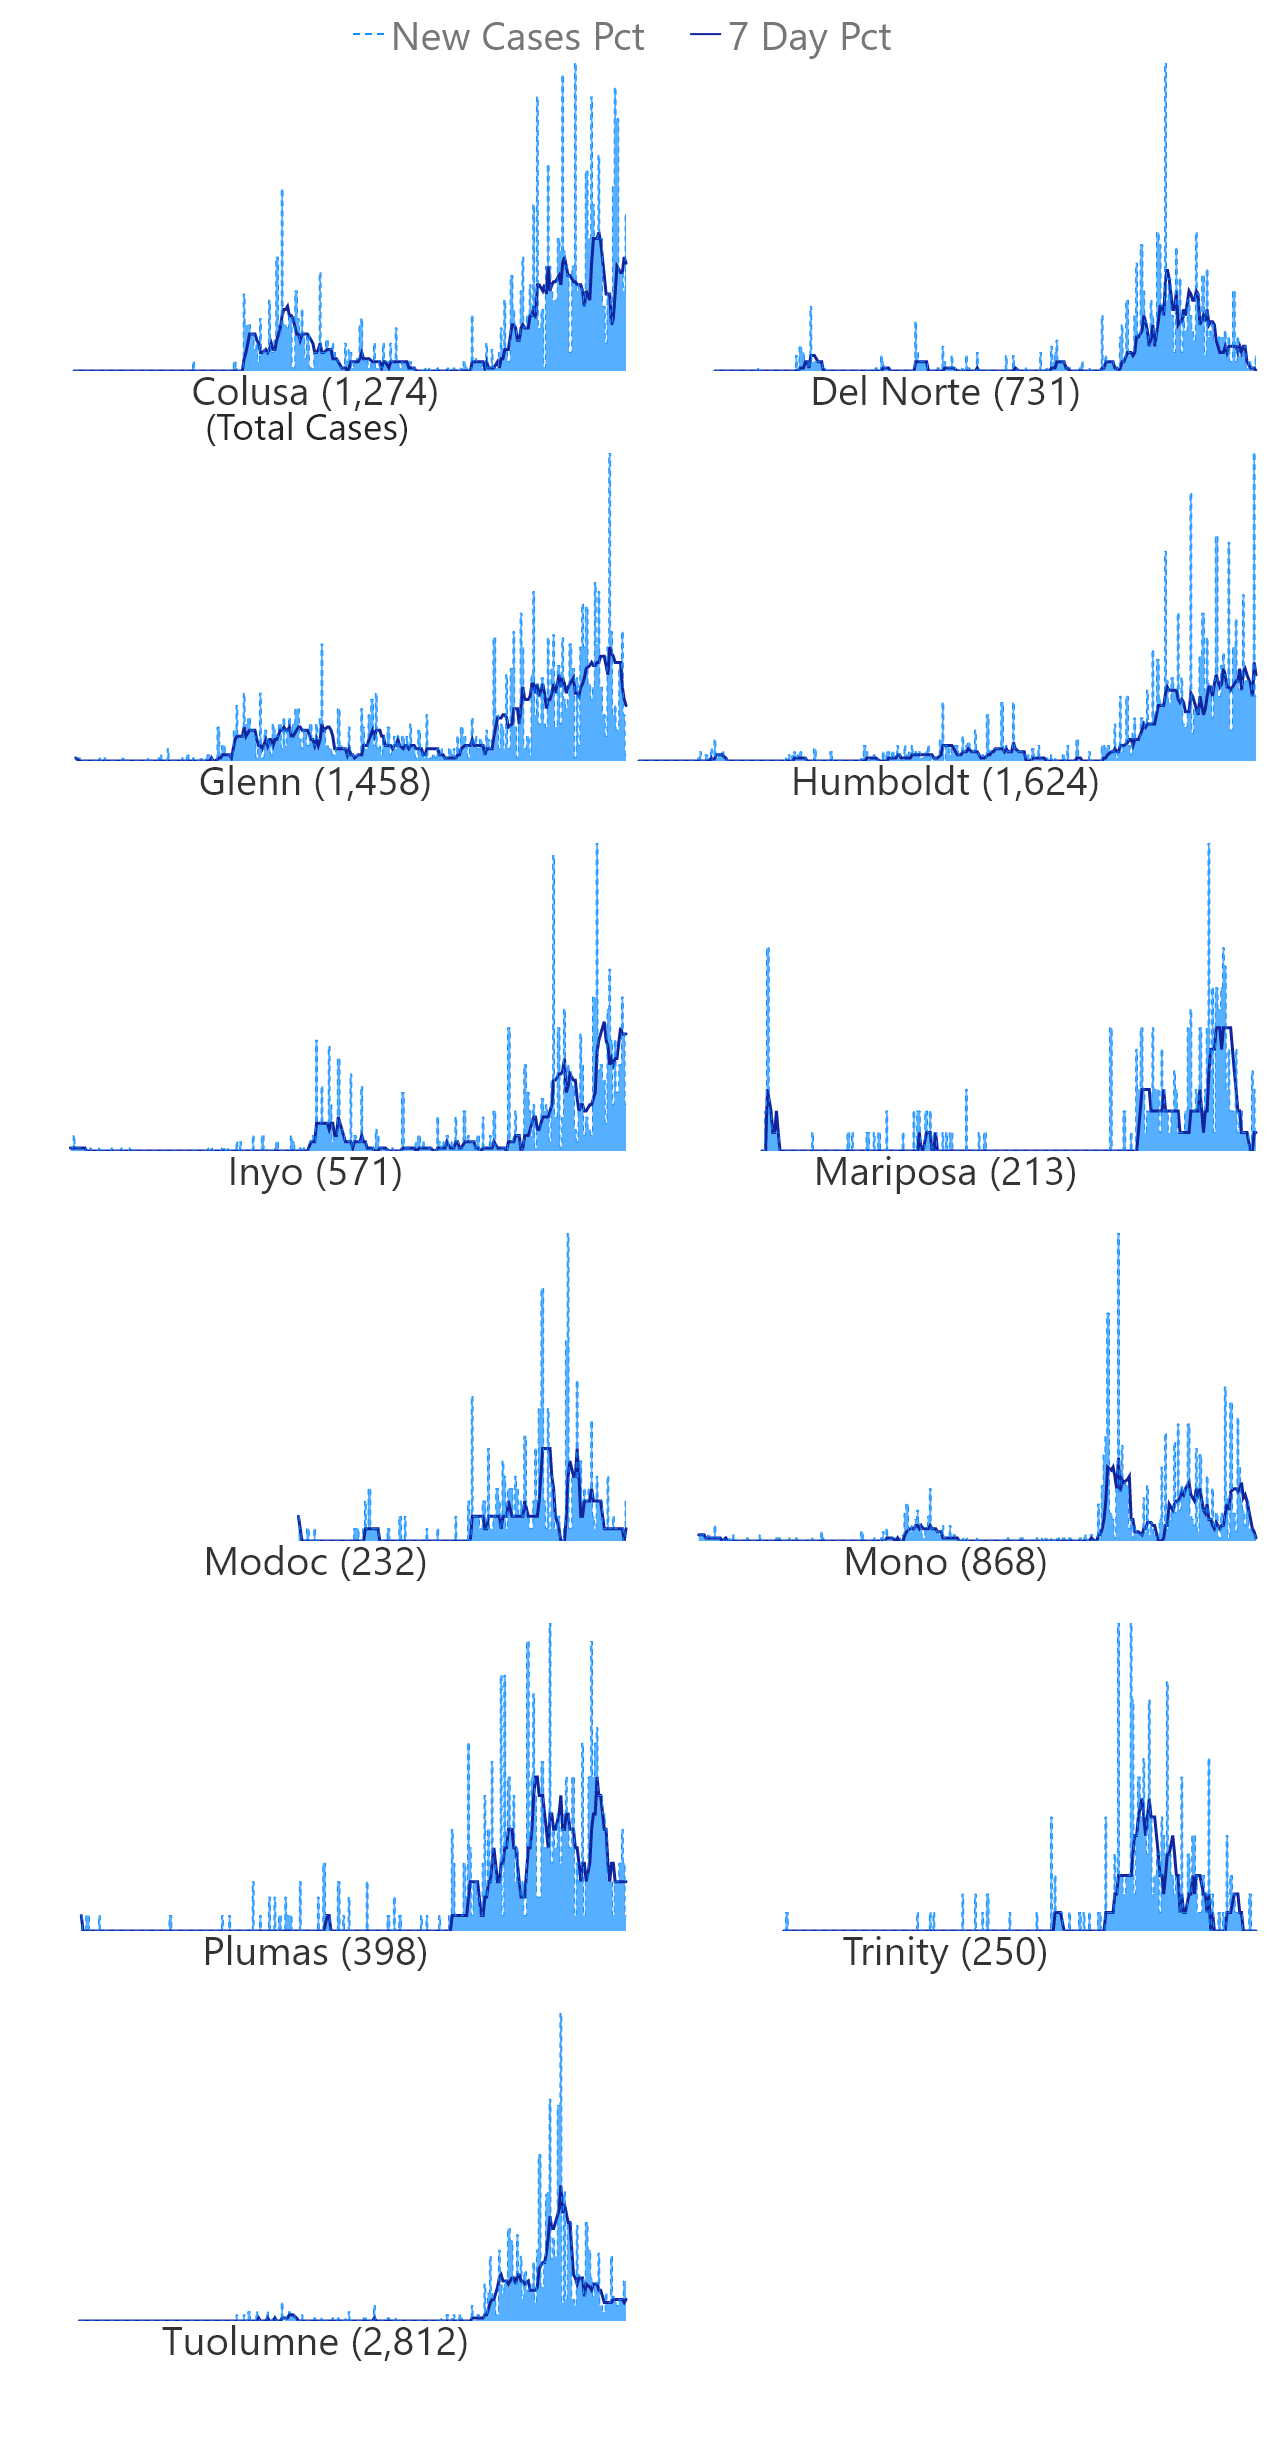 New Cases Pct 7 Day Pct
Colusa (1,274) Del Norte (731)
(Total Cases)
Glenn (1,458) Humboldt (1,624)
Inyo (571) Mariposa (213)
Modoc (232) Mono (868)
Plumas (398) Trinity (250)
Tuolumne (2,812)